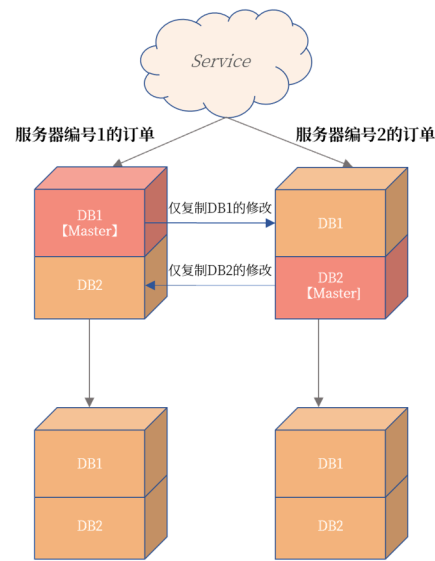 Service
服务器编号1的订单
服务器编号2的订单
DB1
【Master】
仅复制DB1的修改
DB1
DB2
仅复制DB2的修改
DB2
【Master]
DB1
DB2
DB1
DB2